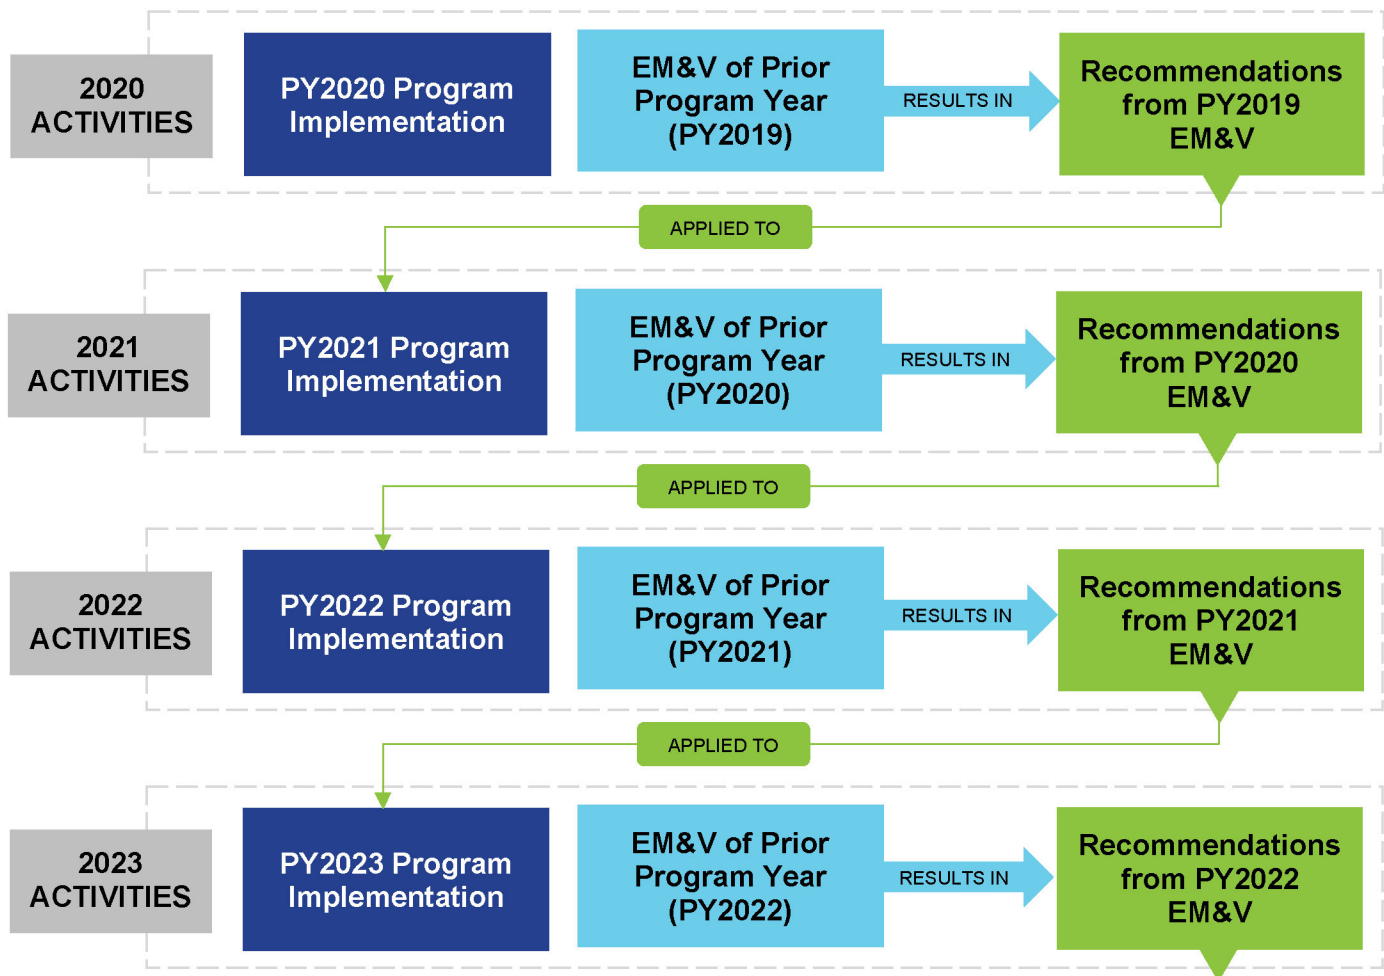 2020
ACTIVITIES
PY2020 Program
Implementation
EM&V of Prior
Program Year
(PY2019)
RESULTS IN
Recommendations
from PY2019
EM&V
APPLIED TO
2021
ACTIVITIES
PY2021 Program
Implementation
EM&V of Prior
Program Year
(PY2020)
RESULTS IN
Recommendations
from PY2020
EM&V
APPLIED TO
2022
ACTIVITIES
PY2022 Program
Implementation
EM&V of Prior
Program Year
(PY2021)
RESULTS IN
Recommendations
from PY2021
EM&V
APPLIED TO
2023
ACTIVITIES
PY2023 Program
Implementation
EM&V of Prior
Program Year
(PY2022)
RESULTS IN
Recommendations
from PY2022
EM&V